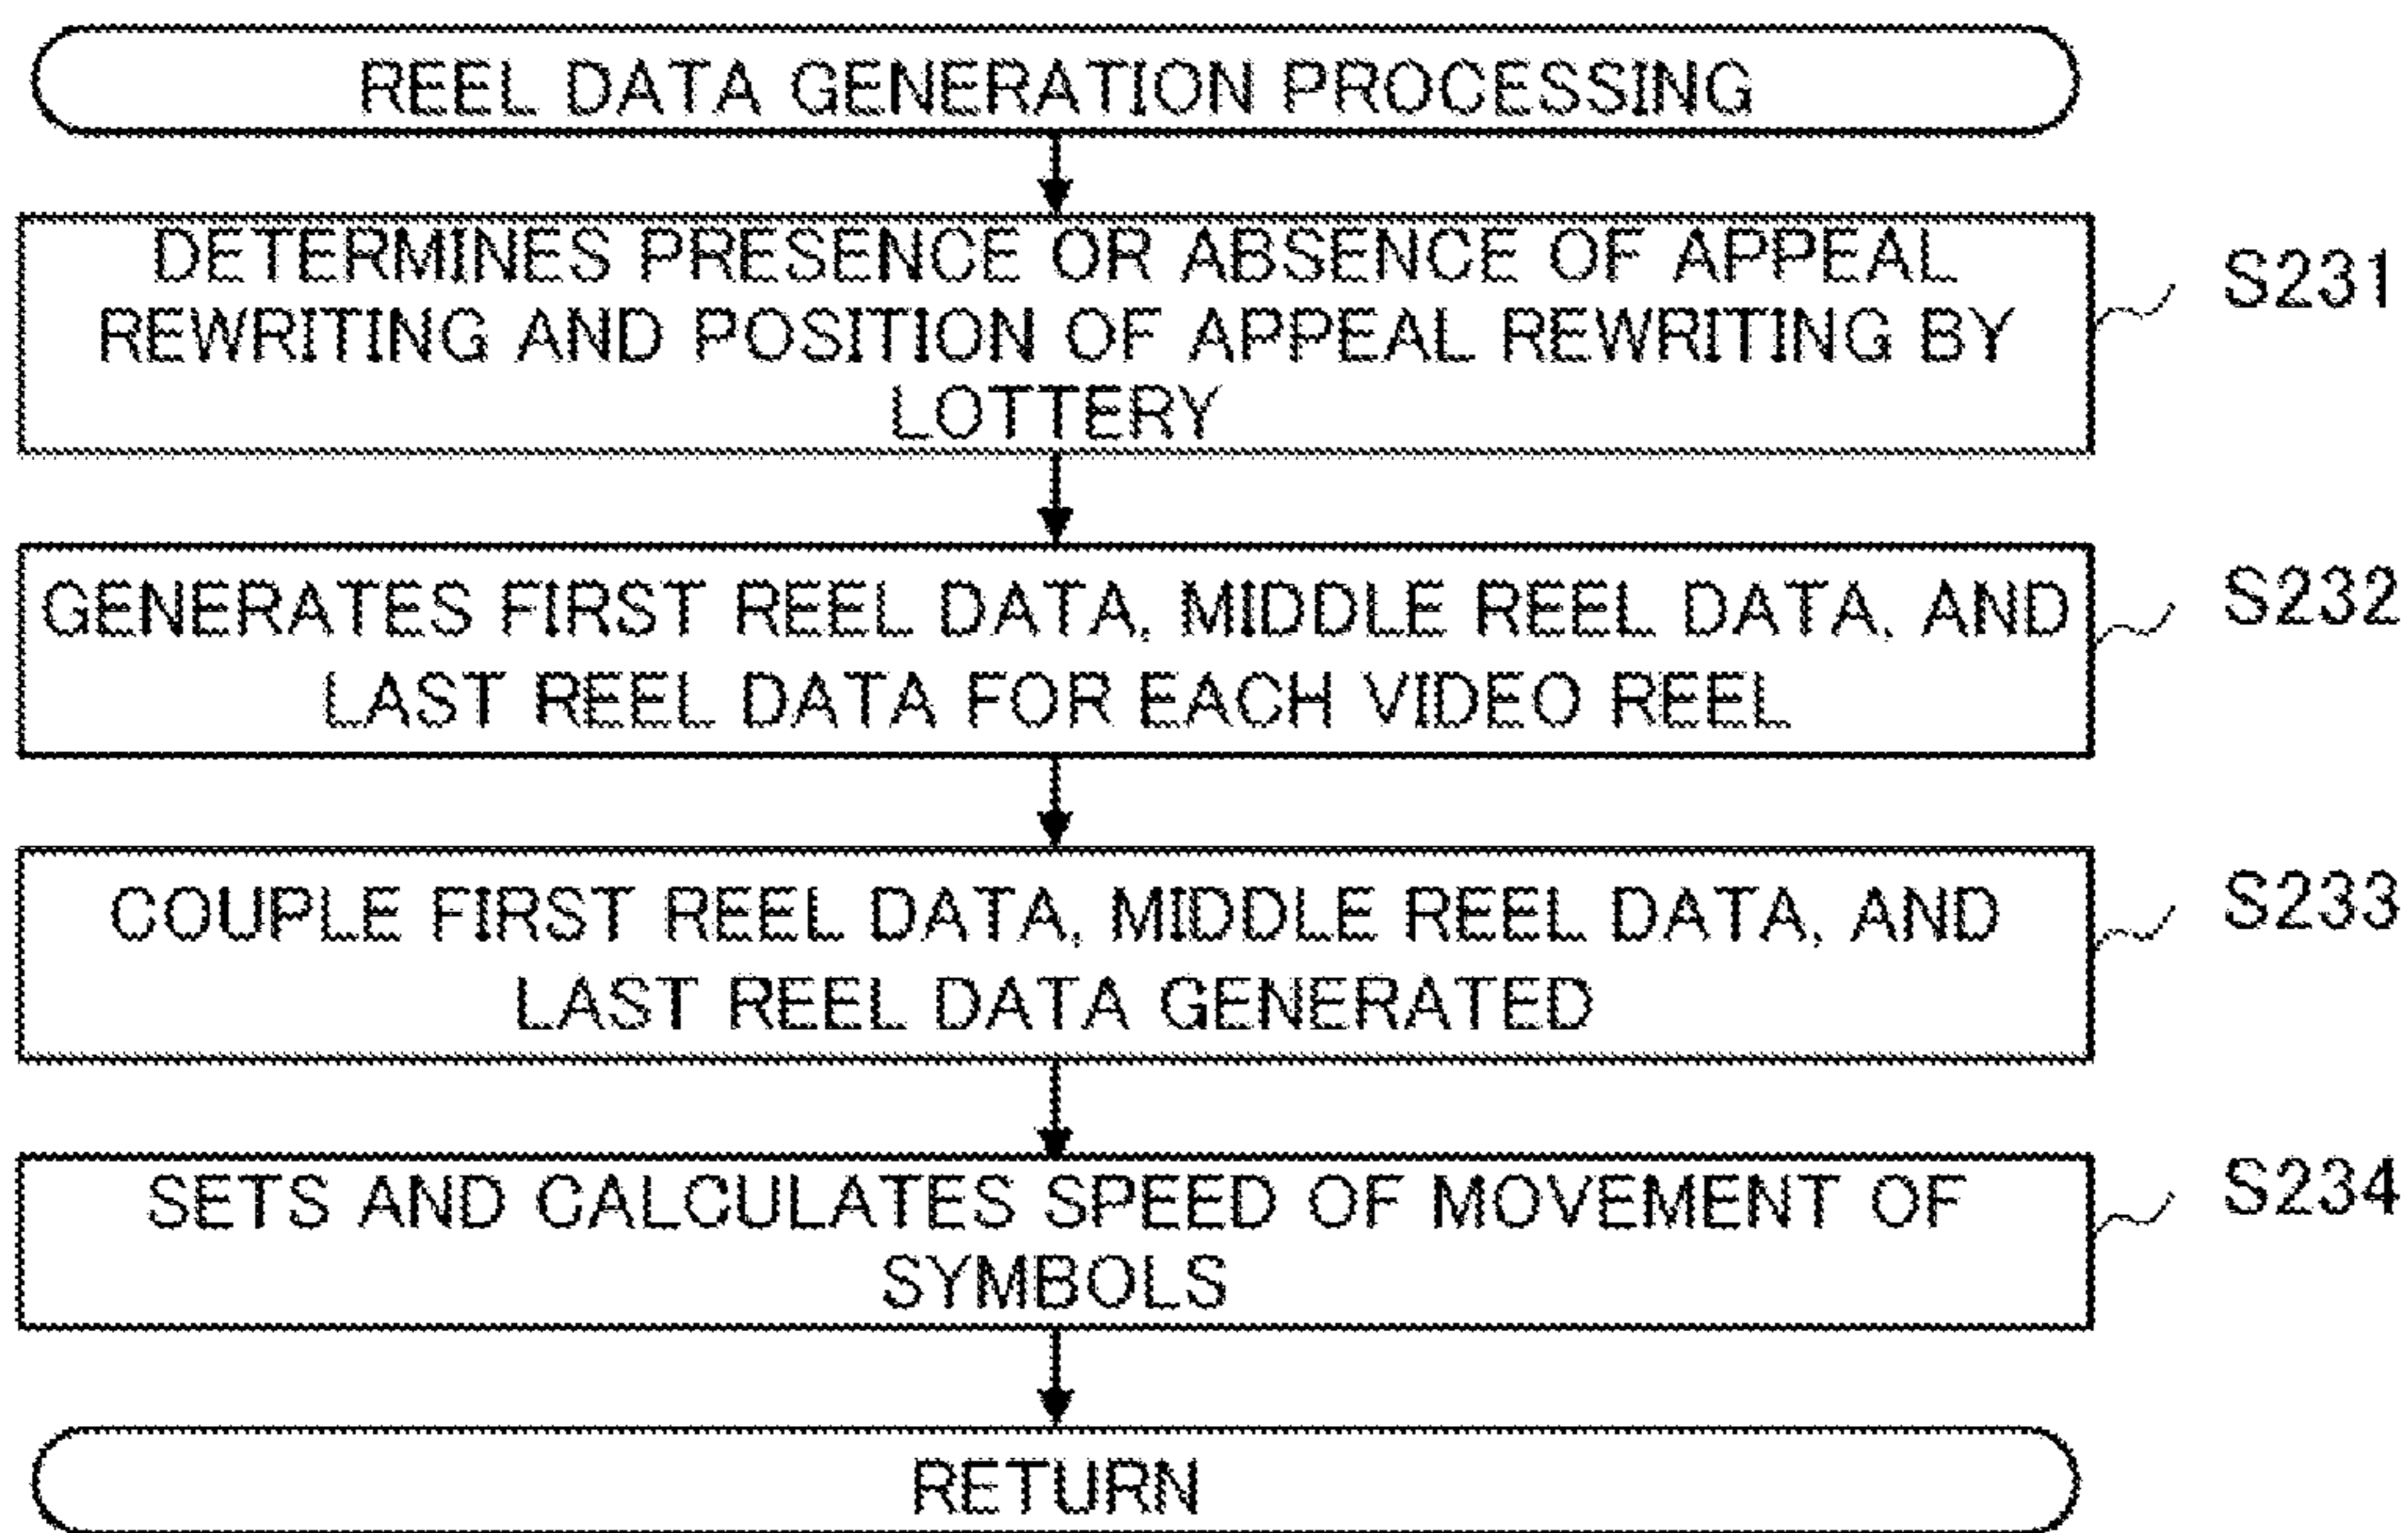 REEL DATA GENERATION PROCESSING
DETERMINES PRESENCE OR ABSENCE OF APPEAL
REWRITING AND POSITION OF APPEAL REWRITING BY
LOTTERY
S231
GENERATES FIRST REEL DATA, MIDDLE REEL DATA, AND
LAST REEL DATA FOR EACH VIDEO REEL
S232
COUPLE FIRST REEL DATA, MIDDLE REEL DATA, AND
LAST REEL DATA GENERATED
S233
SETS AND CALCULATES SPEED OF MOVEMENT OF
SYMBOLS
S234
RETURN